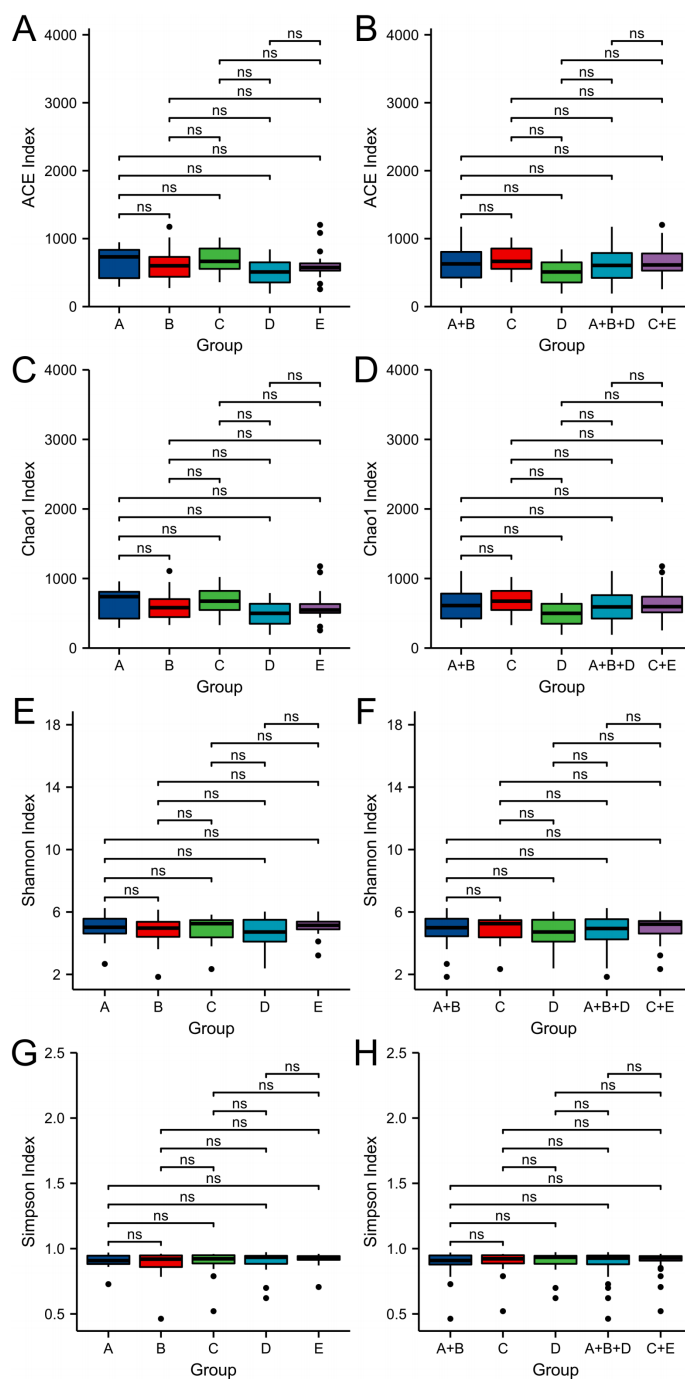 A
ACE Index
4000
3000
2000
1000
0
ns
ns
ns
ns
ns
ns
ns
ns
ns
ns
A B C D E
Group
B
ACE Index
4000
3000
2000
1000
0
ns
ns
ns
ns
ns
ns
ns
ns
ns
ns
A+B C D A+B+D C+E
Group
C
Chao1 Index
4000
3000
2000
1000
0
ns
ns
ns
ns
ns
ns
ns
ns
ns
ns
A B C D E
Group
D
Chao1 Index
4000
3000
2000
1000
0
ns
ns
ns
ns
ns
ns
ns
ns
ns
ns
A+B C D A+B+D C+E
Group
E
Shannon Index
18
14
10
6
2
ns
ns
ns
ns
ns
ns
ns
ns
ns
ns
A B C D E
Group
F
Shannon Index
18
14
10
6
2
ns
ns
ns
ns
ns
ns
ns
ns
ns
ns
A+B C D A+B+D C+E
Group
G
Simpson Index
2.5
2.0
1.5
1.0
0.5
ns
ns
ns
ns
ns
ns
ns
ns
ns
ns
A B C D E
Group
H
Simpson Index
2.5
2.0
1.5
1.0
0.5
ns
ns
ns
ns
ns
ns
ns
ns
ns
ns
A+B C D A+B+D C+E
Group